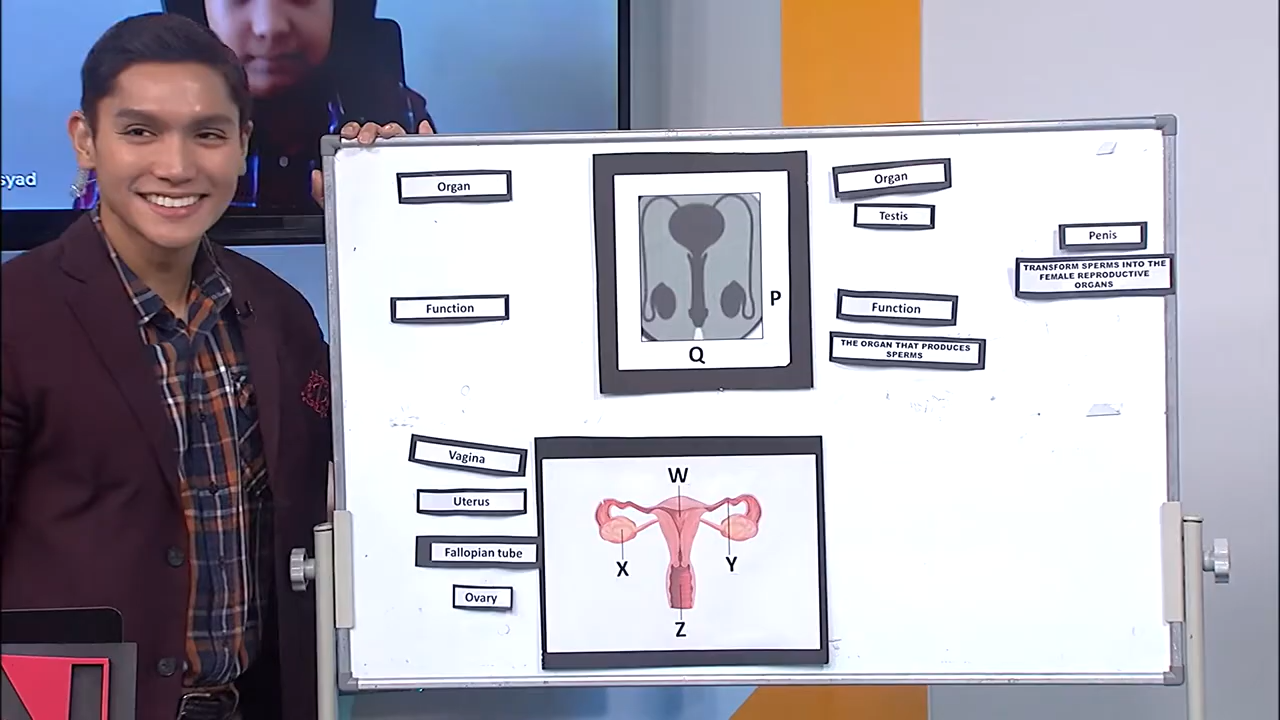 syad
Organ
Function
P
Q
Organ
Testis
Penis
TRANSFORM SPERMS INTO THE
FEMALE REPRODUCTIVE
ORGANS
Function
THE ORGAN THAT PRODUCES
SPERMS
Vagina
Uterus
Fallopian tube
Ovary
W
X
Y
Z